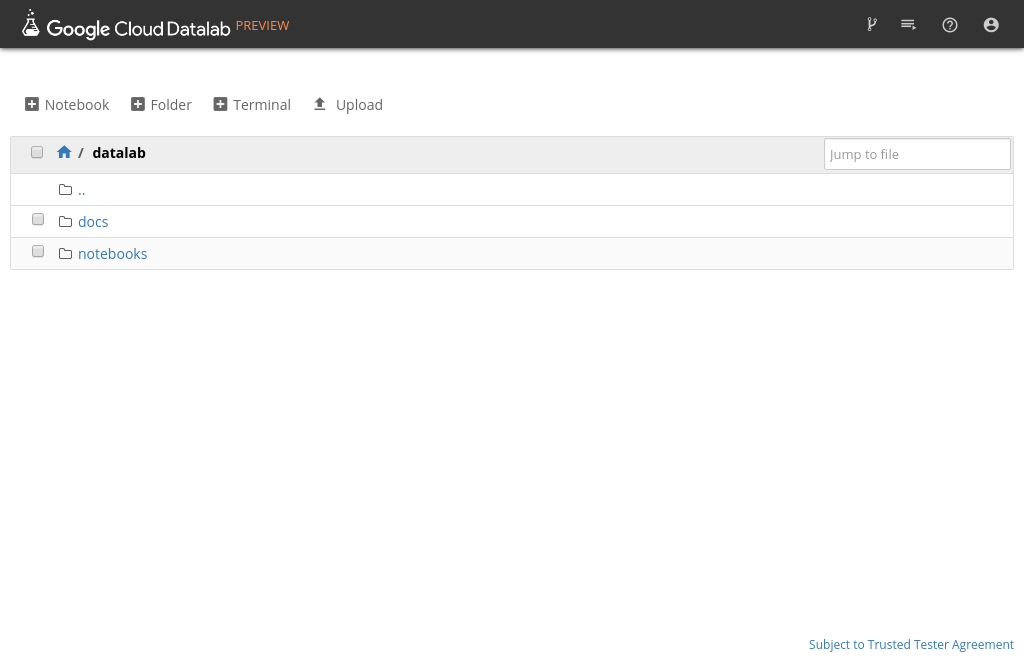 Google Cloud Datalab PREVIEW
Notebook Folder Terminal Upload
/ datalab Jump to file
..
docs
notebooks
Subject to Trusted Tester Agreement